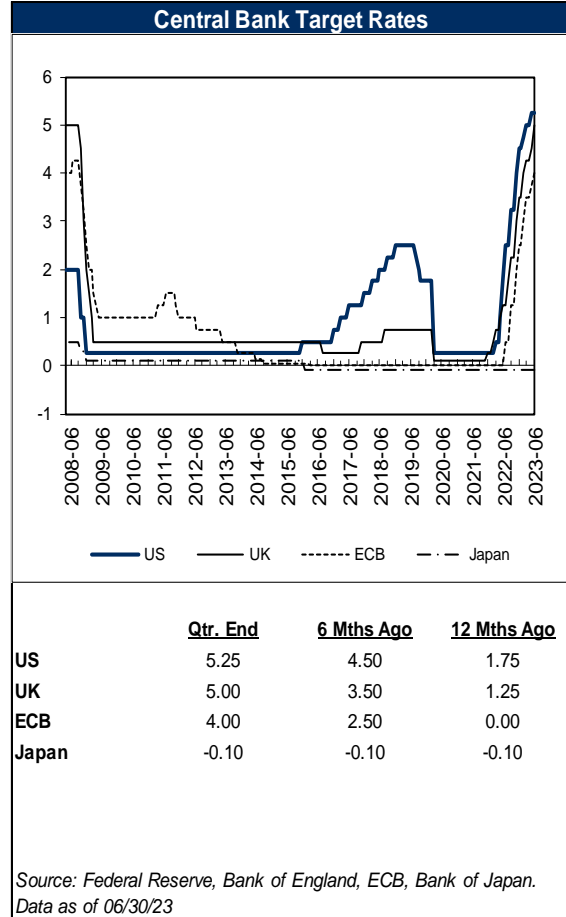 Central Bank Target Rates
6
5
4
3
2
1
0
-1
2008-06
2009-06
2010-06
2011-06
2012-06
2013-06
2014-06
2015-06
2016-06
2017-06
2018-06
2019-06
2020-06
2021-06
2022-06
2023-06
US UK ECB Japan
Qtr. End 6 Mths Ago 12 Mths Ago
US 5.25 4.50 1.75
UK 5.00 3.50 1.25
ECB 4.00 2.50 0.00
Japan -0.10 -0.10 -0.10
Source: Federal Reserve, Bank of England, ECB, Bank of Japan.
Data as of 06/30/23